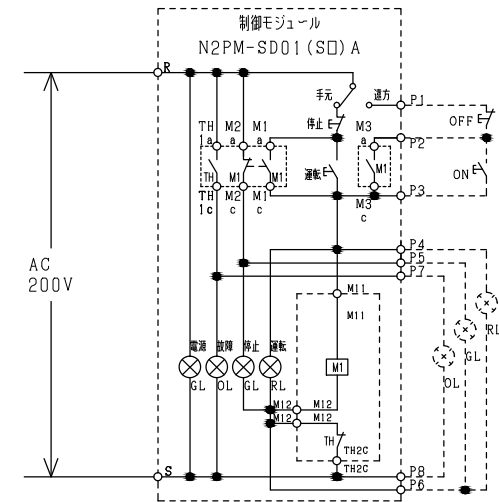 制御モジュール
N2PM-SD01(S□)A
R
手元
遠方
P1
停止
OFF
TH M2 M1
M3
1a a a
a
P2
TH M1 M1
運転
M1
ON
TH M2 M1
M3
P3
1c c c
c
P4
P5
P7
AC
200V
M11
M11
RL
GL
電源 故障 停止 運転
M1
OL
GL OL GL RL
M12 M12
M12 M12
TH
TH2C
TH2C
S
P8
P6